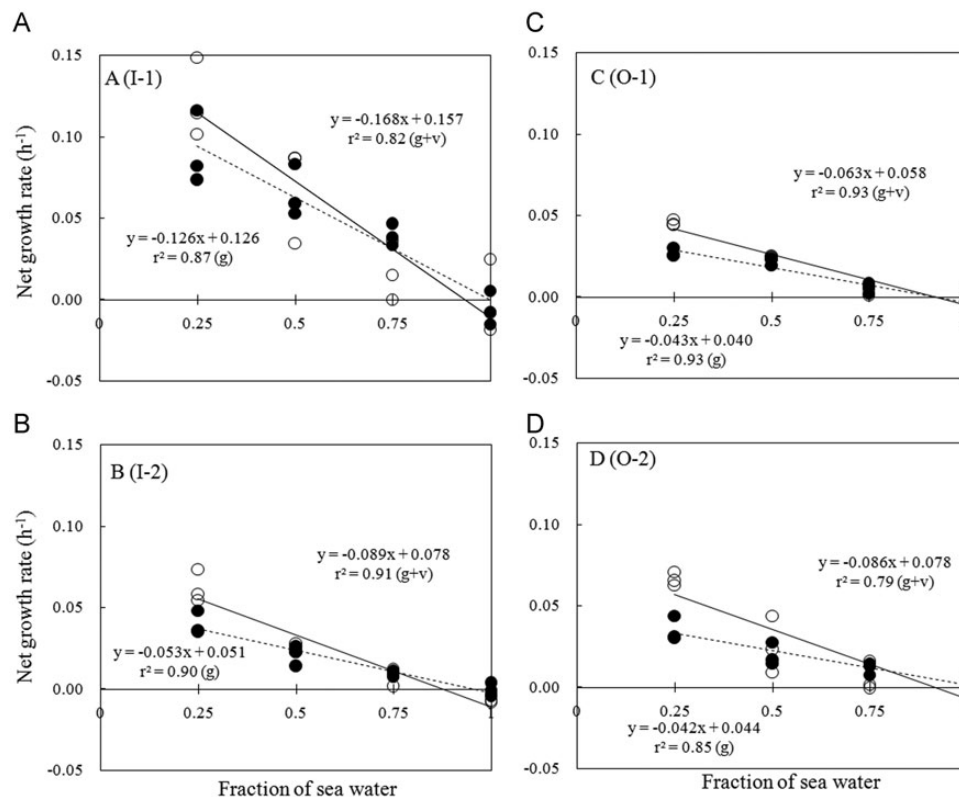 A
A (I-1)
0.15
0.10
0.05
0.00
-0.05
Net growth rate (h⁻¹)
0
0.25
0.5
0.75
1
y = -0.168x + 0.157
r² = 0.82 (g+v)
y = -0.126x + 0.126
r² = 0.87 (g)
C
C (O-1)
0.15
0.10
0.05
0.00
-0.05
0
0.25
0.5
0.75
y = -0.063x + 0.058
r² = 0.93 (g+v)
y = -0.043x + 0.040
r² = 0.93 (g)
B
B (I-2)
0.15
0.10
0.05
0.00
-0.05
Net growth rate (h⁻¹)
0
0.25
0.5
0.75
1
y = -0.089x + 0.078
r² = 0.91 (g+v)
y = -0.053x + 0.051
r² = 0.90 (g)
Fraction of sea water
D
D (O-2)
0.15
0.10
0.05
0.00
-0.05
0
0.25
0.5
0.75
y = -0.086x + 0.078
r² = 0.79 (g+v)
y = -0.042x + 0.044
r² = 0.85 (g)
Fraction of sea water